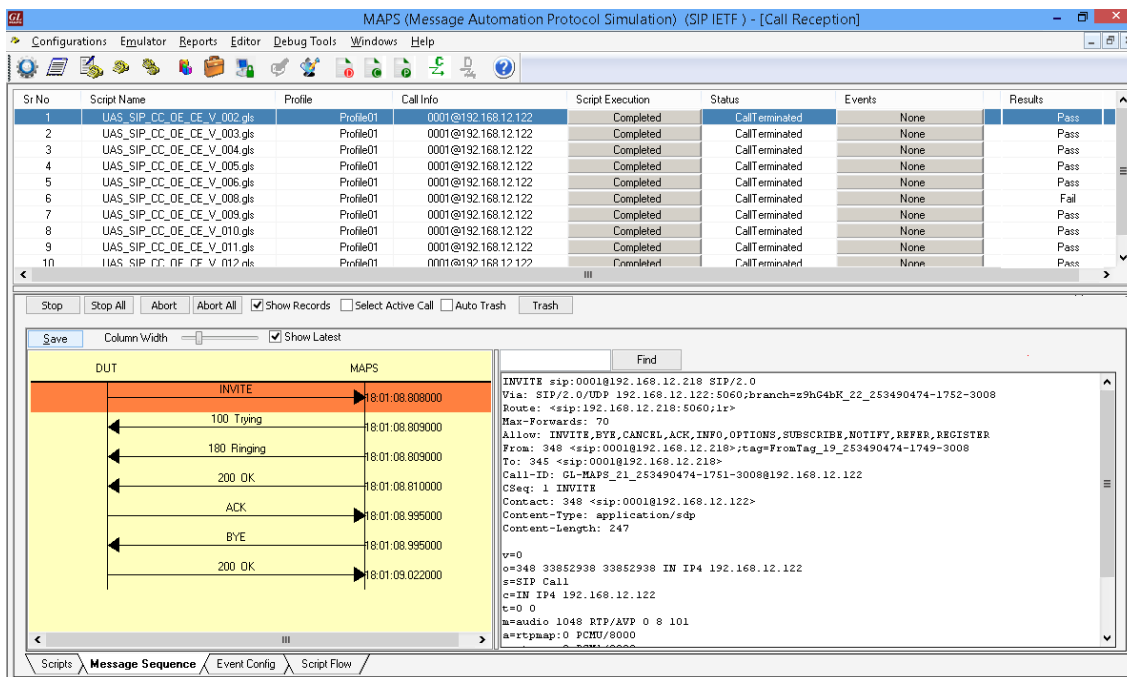 GL
MAPS (Message Automation Protocol Simulation) (SIP IETF ) - [Call Reception]
Configurations Emulator Reports Editor Debug Tools Windows Help
Sr No Script Name Profile Call Info Script Execution Status Events Results
1 UAS_SIP_CC_OE_CE_V_002.gls Profile01 0001@192.168.12.122 Completed CallTerminated None Pass
2 UAS_SIP_CC_OE_CE_V_003.gls Profile01 0001@192.168.12.122 Completed CallTerminated None Pass
3 UAS_SIP_CC_OE_CE_V_004.gls Profile01 0001@192.168.12.122 Completed CallTerminated None Pass
4 UAS_SIP_CC_OE_CE_V_005.gls Profile01 0001@192.168.12.122 Completed CallTerminated None Pass
5 UAS_SIP_CC_OE_CE_V_006.gls Profile01 0001@192.168.12.122 Completed CallTerminated None Pass
6 UAS_SIP_CC_OE_CE_V_008.gls Profile01 0001@192.168.12.122 Completed CallTerminated None Fail
7 UAS_SIP_CC_OE_CE_V_009.gls Profile01 0001@192.168.12.122 Completed CallTerminated None Pass
8 UAS_SIP_CC_OE_CE_V_010.gls Profile01 0001@192.168.12.122 Completed CallTerminated None Pass
9 UAS_SIP_CC_OE_CE_V_011.gls Profile01 0001@192.168.12.122 Completed CallTerminated None Pass
10 UAS_SIP_CC_OE_CE_V_012.gls Profile01 0001@192.168.12.122 Completed CallTerminated None Pass
Stop Stop All Abort Abort All Show Records Select Active Call Auto Trash Trash
Save Column Width Show Latest
DUT MAPS
INVITE 18:01:08.808000
100 Trying 18:01:08.809000
180 Ringing 18:01:08.809000
200 OK 18:01:08.810000
ACK 18:01:08.995000
BYE 18:01:08.995000
200 OK 18:01:09.022000
Find
INVITE sip:0001@192.168.12.218 SIP/2.0
Via: SIP/2.0/UDP 192.168.12.122:5060;branch=z9hG4bK_22_253490474-1752-3008
Route: <sip:192.168.12.218:5060;lr>
Max-Forwards: 70
Allow: INVITE,BYE,CANCEL,ACK,INFO,OPTIONS,SUBSCRIBE,NOTIFY,REFER,REGISTER
From: 348 <sip:0001@192.168.12.218>;tag=FromTag_19_253490474-1749-3008
To: 345 <sip:0001@192.168.12.218>
Call-ID: GL-MAPS_21_253490474-1751-3008@192.168.12.122
CSeq: 1 INVITE
Contact: 348 <sip:0001@192.168.12.122>
Content-Type: application/sdp
Content-Length: 247
v=0
o=348 33852938 33852938 IN IP4 192.168.12.122
s=SIP Call
c=IN IP4 192.168.12.122
t=0 0
m=audio 1048 RTP/AVP 0 8 101
a=rtpmap:0 PCMU/8000
Scripts Message Sequence Event Config Script Flow